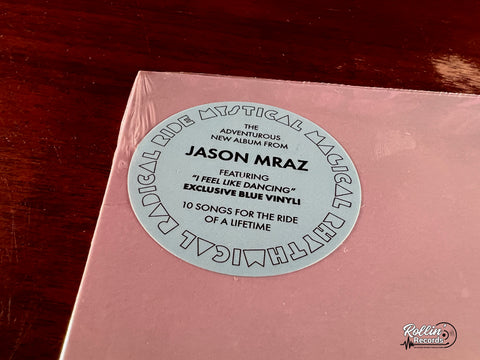 MYSTICAL MAGICAL RHYTHMICAL RADICAL RIDE
THE
ADVENTUROUS
NEW ALBUM FROM
JASON MRAZ
FEATURING
"I FEEL LIKE DANCING"
EXCLUSIVE BLUE VINYL!
10 SONGS FOR THE RIDE
OF A LIFETIME
Rollin'
Records